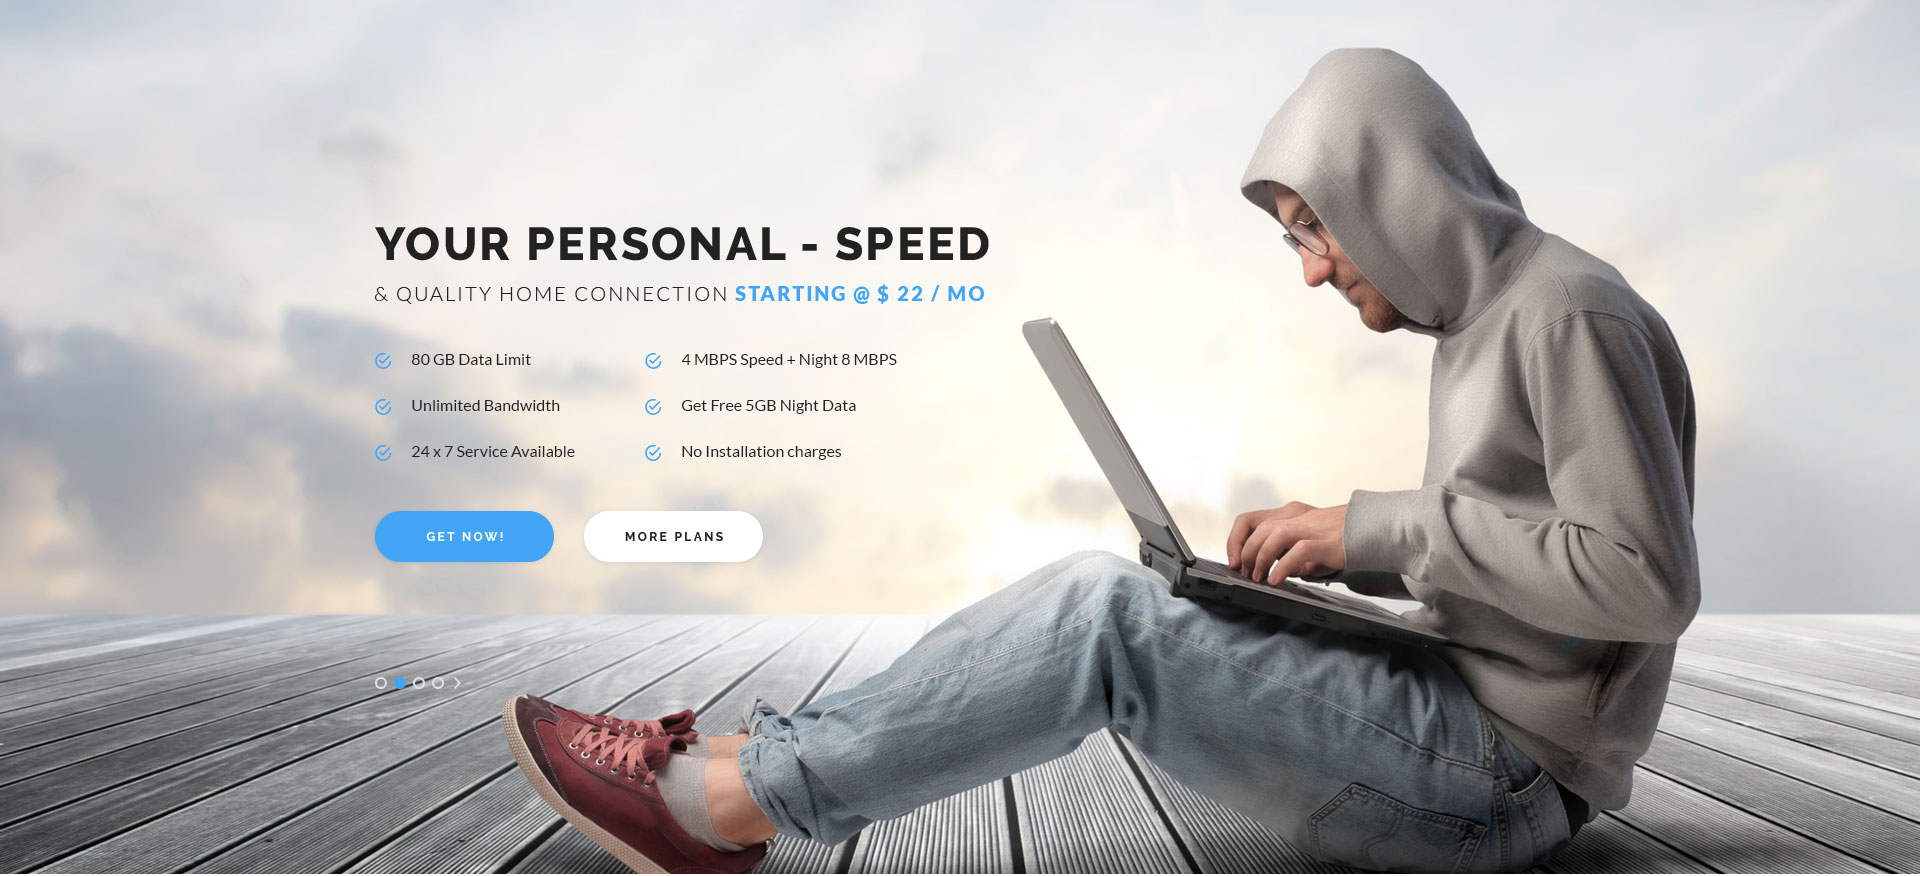 YOUR PERSONAL - SPEED
& QUALITY HOME CONNECTION STARTING @ $ 22 / MO
80 GB Data Limit
4 MBPS Speed + Night 8 MBPS
Unlimited Bandwidth
Get Free 5GB Night Data
24 x 7 Service Available
No Installation charges
GET NOW!
MORE PLANS